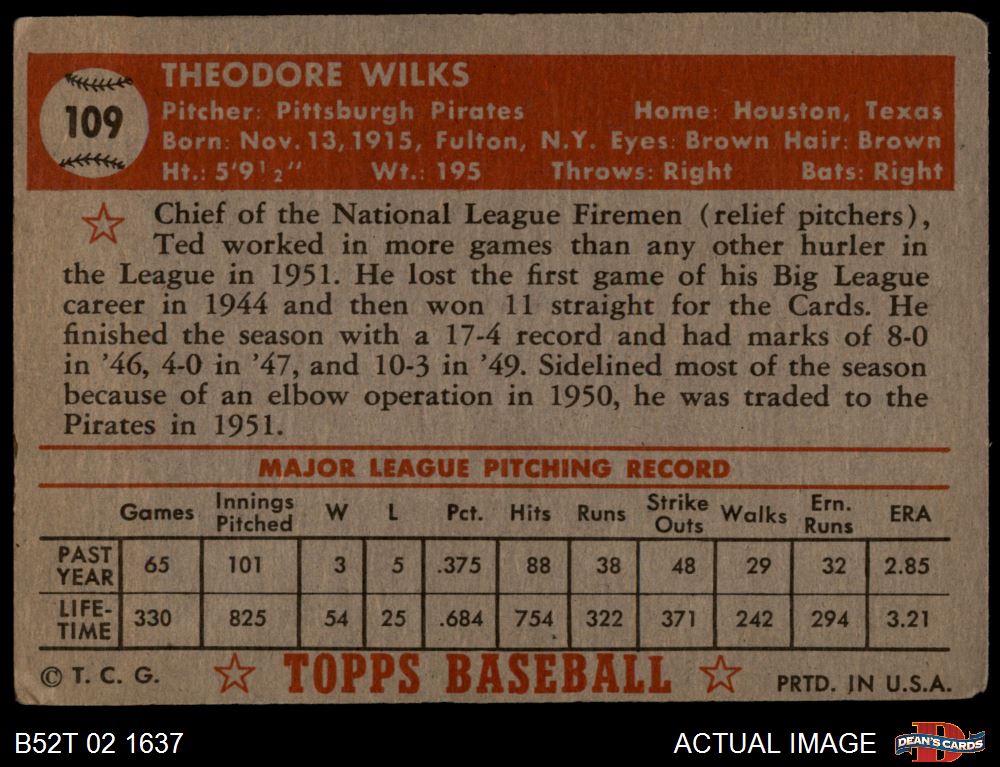 109
THEODORE WILKS
Pitcher: Pittsburgh Pirates Home: Houston, Texas
Born: Nov. 13, 1915, Fulton, N.Y. Eyes: Brown Hair: Brown
Ht.: 5'9 1/2" Wt.: 195 Throws: Right Bats: Right
Chief of the National League Firemen (relief pitchers),
Ted worked in more games than any other hurler in
the League in 1951. He lost the first game of his Big League
career in 1944 and then won 11 straight for the Cards. He
finished the season with a 17-4 record and had marks of 8-0
in '46, 4-0 in '47, and 10-3 in '49. Sidelined most of the season
because of an elbow operation in 1950, he was traded to the
Pirates in 1951.
MAJOR LEAGUE PITCHING RECORD
Games Innings Pitched W L Pct. Hits Runs Strike Outs Walks Ern. Runs ERA
PAST YEAR 65 101 3 5 .375 88 38 48 29 32 2.85
LIFE-TIME 330 825 54 25 .684 754 322 371 242 294 3.21
© T. C. G. TOPPS BASEBALL PRTD. IN U.S.A.
B52T 02 1637 ACTUAL IMAGE DEAN'S CARDS